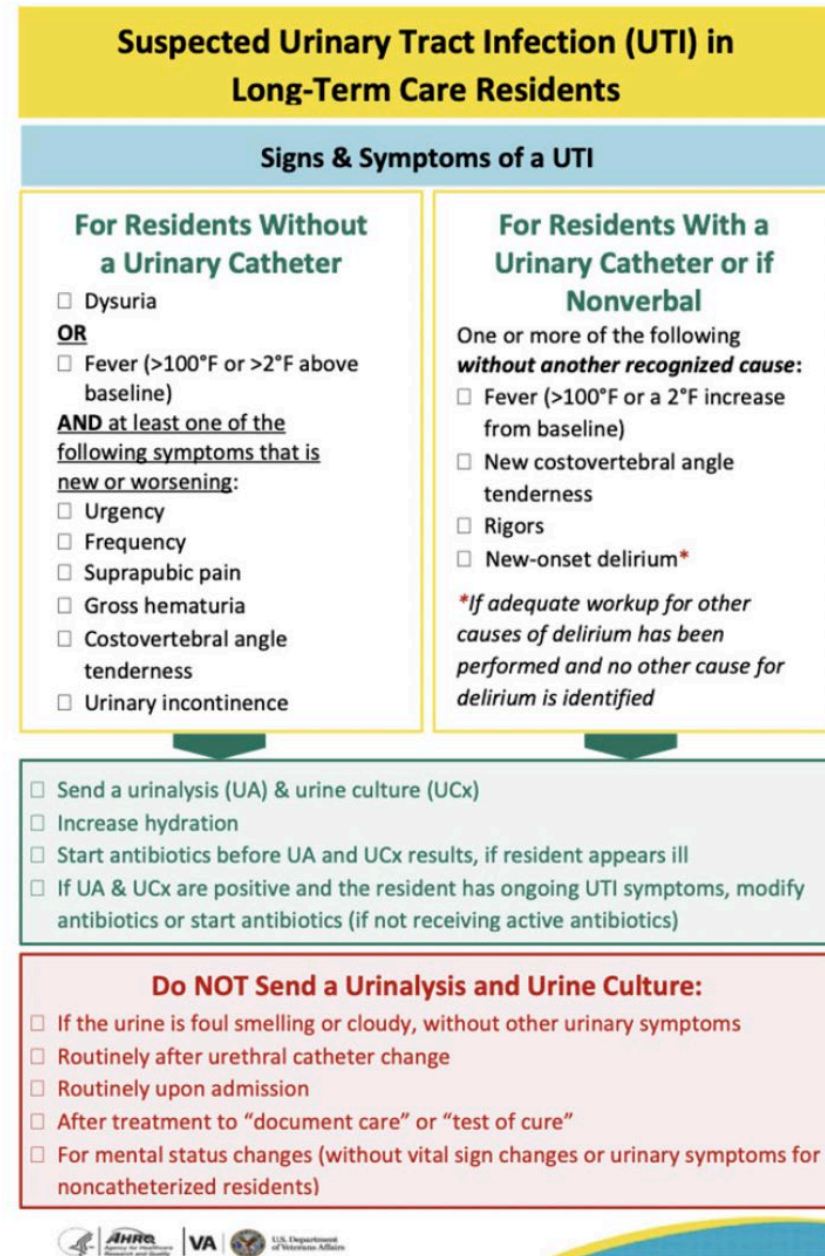 Suspected Urinary Tract Infection (UTI) in
Long-Term Care Residents
Signs & Symptoms of a UTI
For Residents Without
a Urinary Catheter
☐ Dysuria
OR
☐ Fever (>100°F or >2°F above
baseline)
AND at least one of the
following symptoms that is
new or worsening:
☐ Urgency
☐ Frequency
☐ Suprapubic pain
☐ Gross hematuria
☐ Costovertebral angle
tenderness
☐ Urinary incontinence
For Residents With a
Urinary Catheter or if
Nonverbal
One or more of the following
without another recognized cause:
☐ Fever (>100°F or a 2°F increase
from baseline)
☐ New costovertebral angle
tenderness
☐ Rigors
☐ New-onset delirium*
*If adequate workup for other
causes of delirium has been
performed and no other cause for
delirium is identified
☐ Send a urinalysis (UA) & urine culture (UCx)
☐ Increase hydration
☐ Start antibiotics before UA and UCx results, if resident appears ill
☐ If UA & UCx are positive and the resident has ongoing UTI symptoms, modify
antibiotics or start antibiotics (if not receiving active antibiotics)
Do NOT Send a Urinalysis and Urine Culture:
☐ If the urine is foul smelling or cloudy, without other urinary symptoms
☐ Routinely after urethral catheter change
☐ Routinely upon admission
☐ After treatment to “document care” or “test of cure”
☐ For mental status changes (without vital sign changes or urinary symptoms for
noncatheterized residents)
AHRQ
Agency for Healthcare
Research and Quality
VA
U.S. Department
of Veterans Affairs